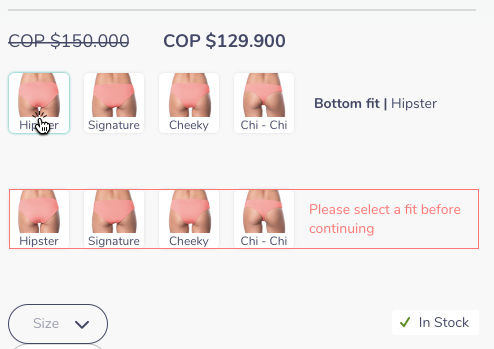 COP $150.000 COP $129.900
Hipster Signature Cheeky Chi - Chi
Bottom fit | Hipster
Hipster Signature Cheeky Chi - Chi
Please select a fit before
continuing
Size
In Stock